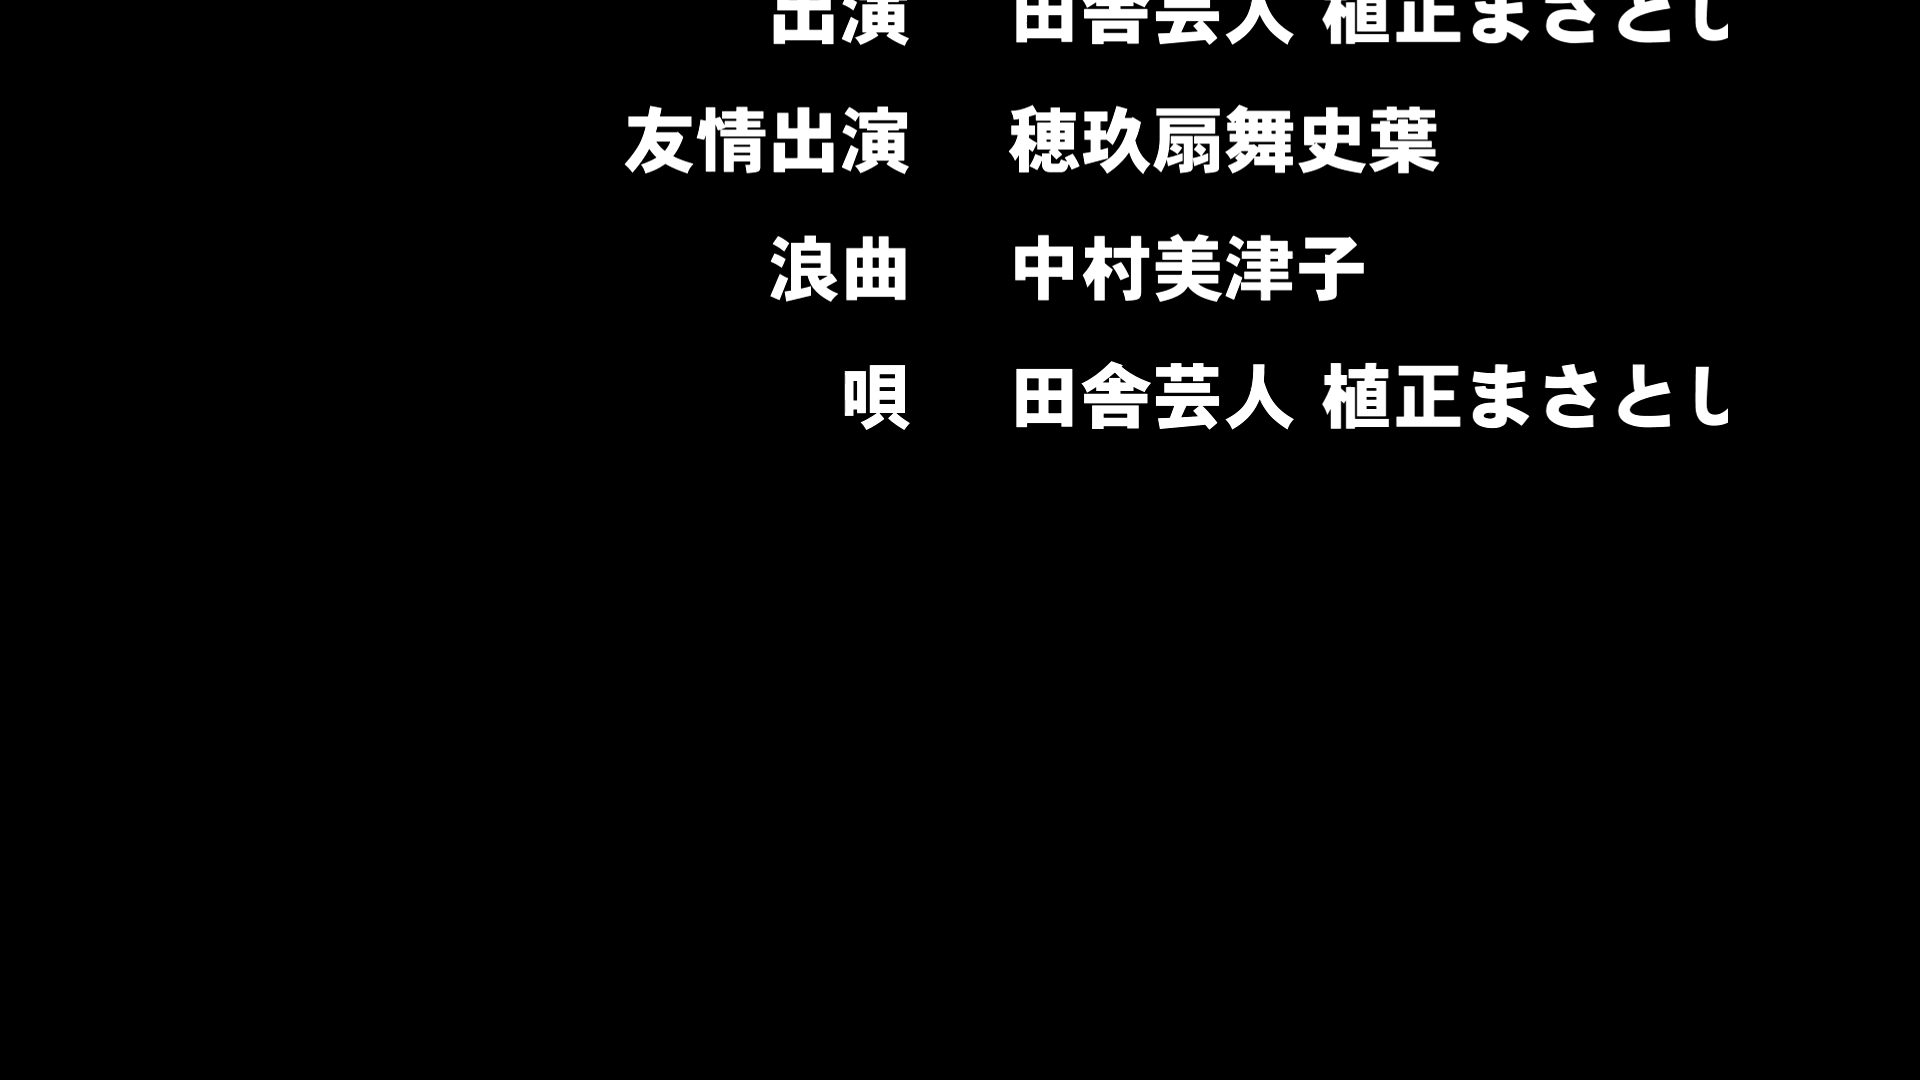 出演 田舎芸人 植正まさとし
友情出演 穂玖扇舞史葉
浪曲 中村美津子
唄 田舎芸人 植正まさとし